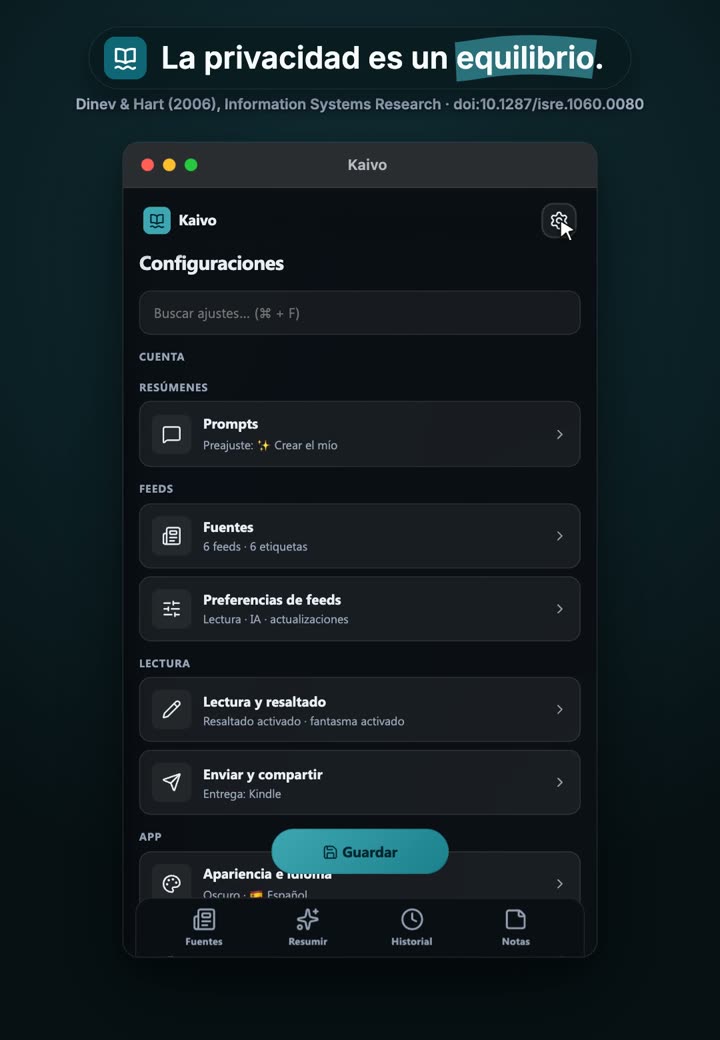 La privacidad es un equilibrio.
Dinev & Hart (2006), Information Systems Research · doi:10.1287/isre.1060.0080
Kaivo
Kaivo
Configuraciones
Buscar ajustes... (⌘ + F)
CUENTA
RESÚMENES
Prompts
Preajuste: ✨ Crear el mío
FEEDS
Fuentes
6 feeds · 6 etiquetas
Preferencias de feeds
Lectura · IA · actualizaciones
LECTURA
Lectura y resaltado
Resaltado activado · fantasma activado
Enviar y compartir
Entrega: Kindle
APP
Guardar
Apariencia e idioma
Oscuro · 🇪🇸 Español
Fuentes
Resumir
Historial
Notas